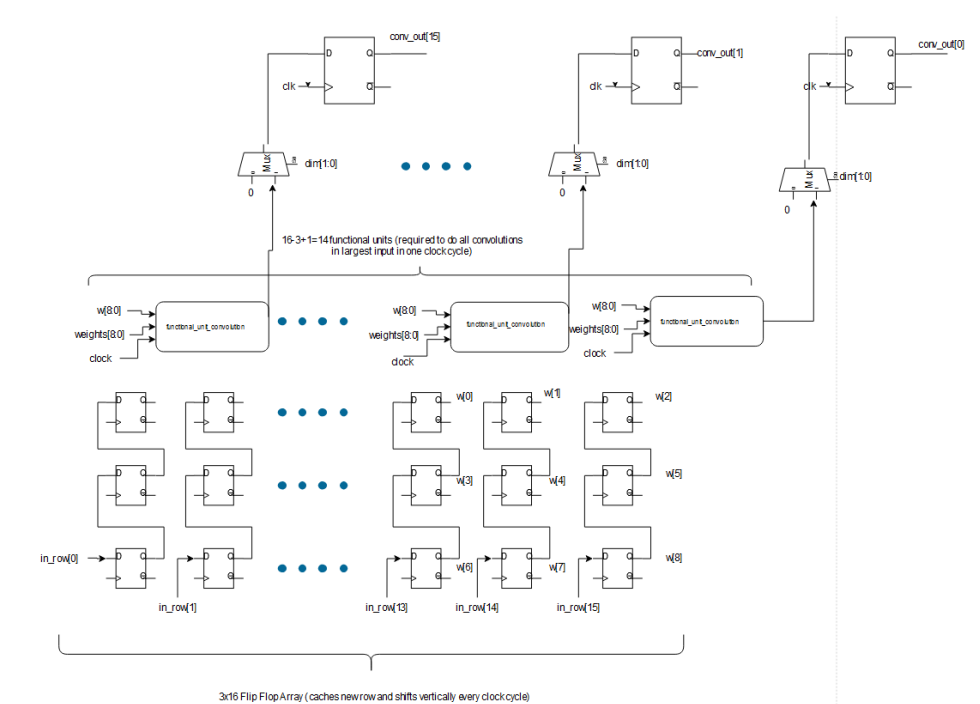 conv_out[15]
conv_out[1]
conv_out[0]
D Q
D Q
D Q
clk Q
clk Q
clk Q
Mux dim[1:0]
Mux dim[1:0]
Mux dim[1:0]
0
0
0
16-3+1=14 functional units (required to do all convolutions
in largest input in one clock cycle)
w[8:0]
weights[8:0]
clock
functional_unit_convolution
w[8:0]
weights[8:0]
clock
functional_unit_convolution
w[8:0]
weights[8:0]
clock
functional_unit_convolution
D Q D Q D Q w[0] D Q w[1] D Q w[2]
Q Q Q Q Q
D Q D Q D Q D Q D Q w[5]
Q Q Q w[3] Q w[4] Q
in_row[0] D Q D Q D Q D Q D Q w[8]
Q Q Q w[6] Q w[7] Q
in_row[1] in_row[13] in_row[14] in_row[15]
3x16 Flip Flop Array (caches new row and shifts vertically every clock cycle)